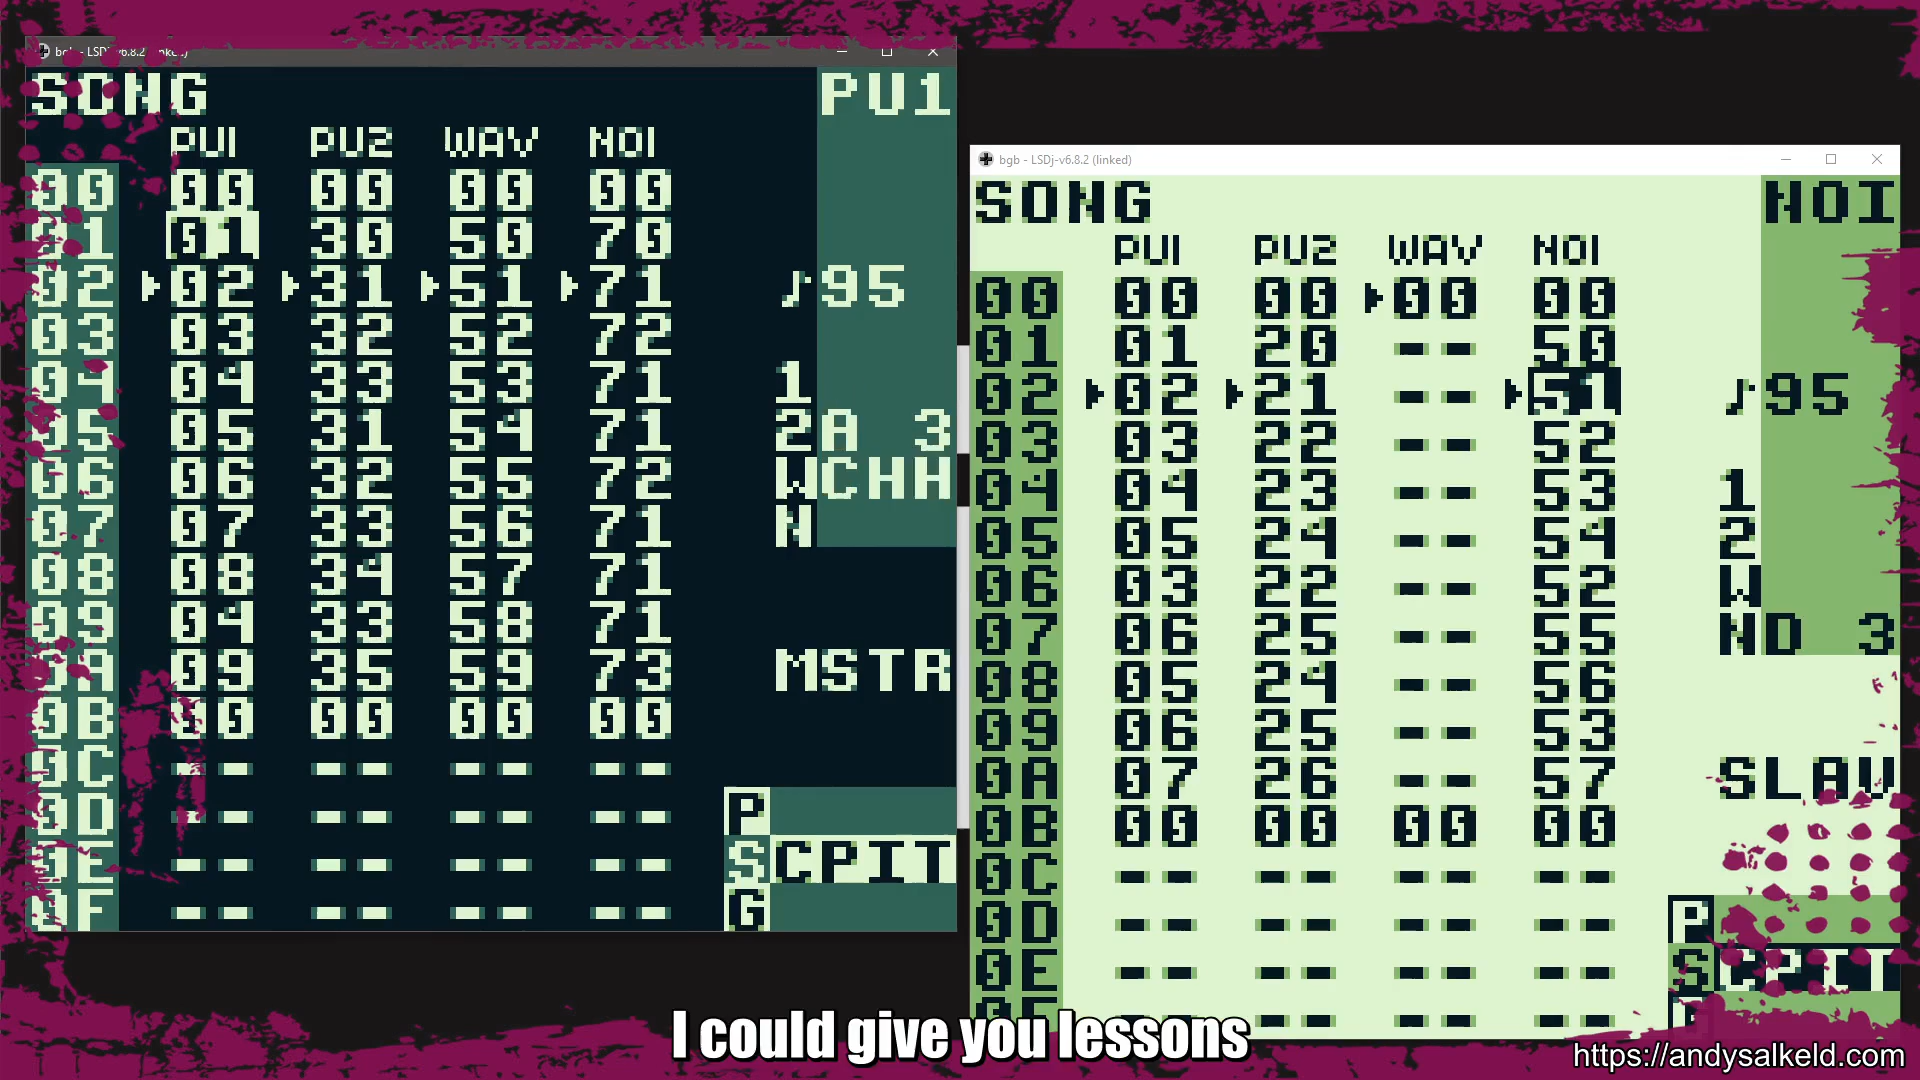 SONG PU1
PU1 PU2 WAV NOI
00 00 00 00 00
01 01 30 50 70
02 02 31 51 71 ♪95
03 03 32 52 72
04 04 33 53 71 1
05 05 31 54 71 2A 3
06 06 32 55 72 WCHH
07 07 33 56 71 N
08 08 34 57 71
09 04 33 58 71
0A 09 35 59 73 MSTR
0B 00 00 00 00
0C -- -- -- --
0D -- -- -- -- P
0E -- -- -- -- SCPIT
0F -- -- -- -- G
bgb - LSDj-v6.8.2 (linked)
SONG NOI
PU1 PU2 WAV NOI
00 00 00 00 00
01 01 20 -- 50
02 02 21 -- 51 ♪95
03 03 22 -- 52
04 04 23 -- 53 1
05 05 24 -- 54 2
06 03 22 -- 52 W
07 06 25 -- 55 ND 3
08 05 24 -- 56
09 06 25 -- 53
0A 07 26 -- 57 SLAV
0B 00 00 00 00
0C -- -- -- --
0D -- -- -- -- P
0E -- -- -- -- SCPIT
0F -- -- -- --
I could give you lessons
https://andysalkeld.com